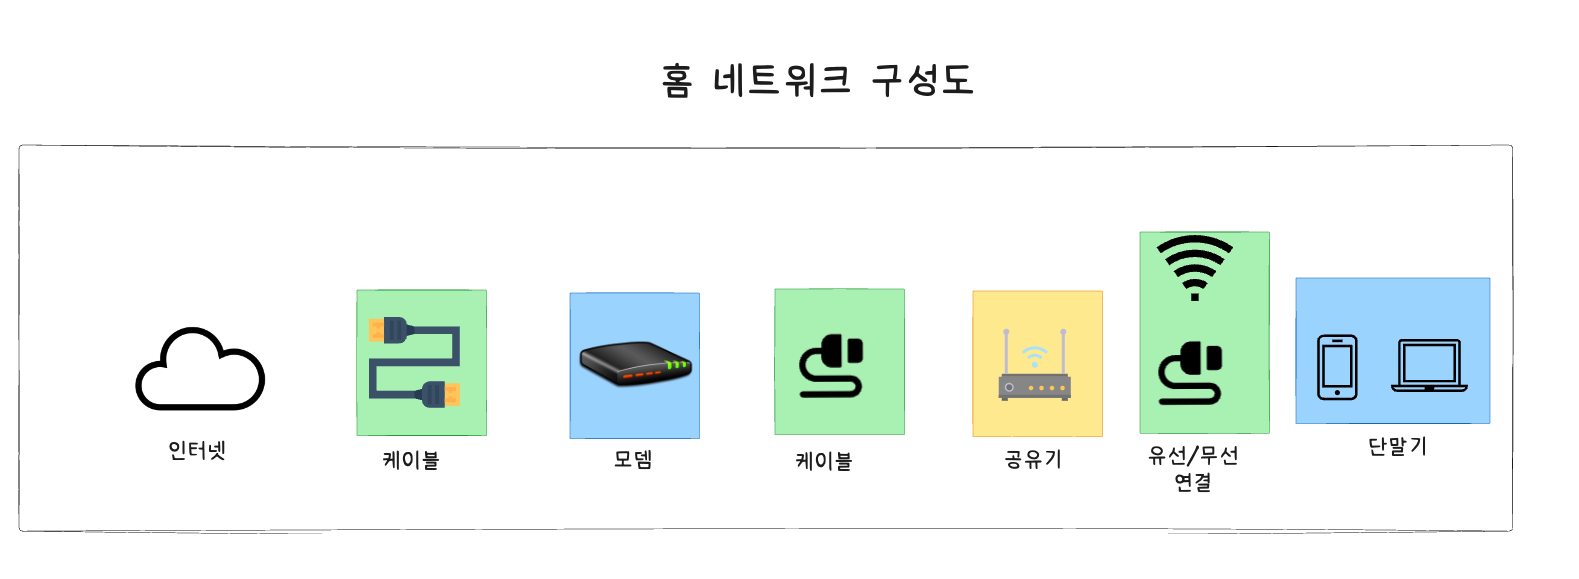 홈 네트워크 구성도
인터넷
케이블
모뎀
케이블
공유기
유선/무선
연결
단말기